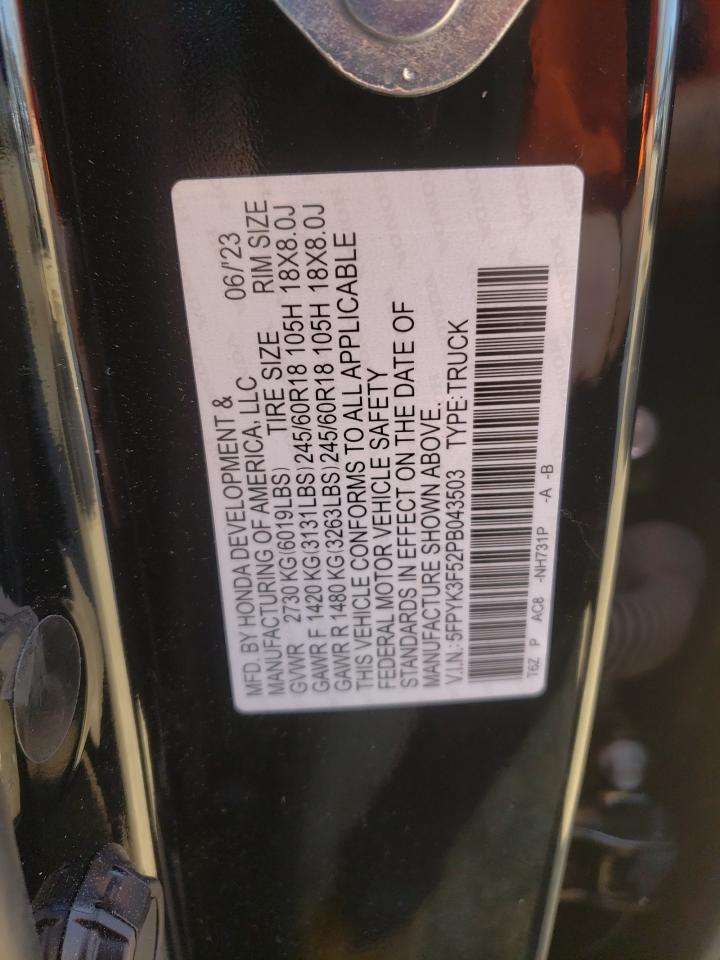 MFD. BY HONDA DEVELOPMENT &
MANUFACTURING OF AMERICA, LLC 06/'23
GVWR 2730 KG(6019LBS) TIRE SIZE RIM SIZE
GAWR F 1420 KG(3131LBS) 245/60R18 105H 18X8.0J
GAWR R 1480 KG(3263LBS) 245/60R18 105H 18X8.0J
THIS VEHICLE CONFORMS TO ALL APPLICABLE
FEDERAL MOTOR VEHICLE SAFETY
STANDARDS IN EFFECT ON THE DATE OF
MANUFACTURE SHOWN ABOVE.
V.I.N.: 5FPYK3F52PB043503 TYPE:TRUCK
T6Z P AC8 -NH731P -A -B